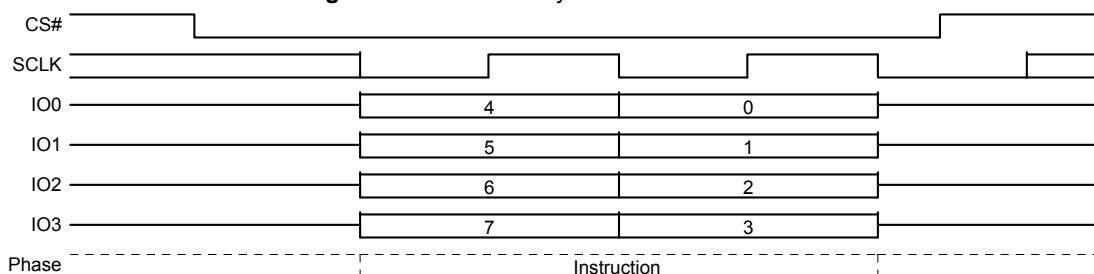 CS#
SCLK
IO0 4 0
IO1 5 1
IO2 6 2
IO3 7 3
Phase Instruction